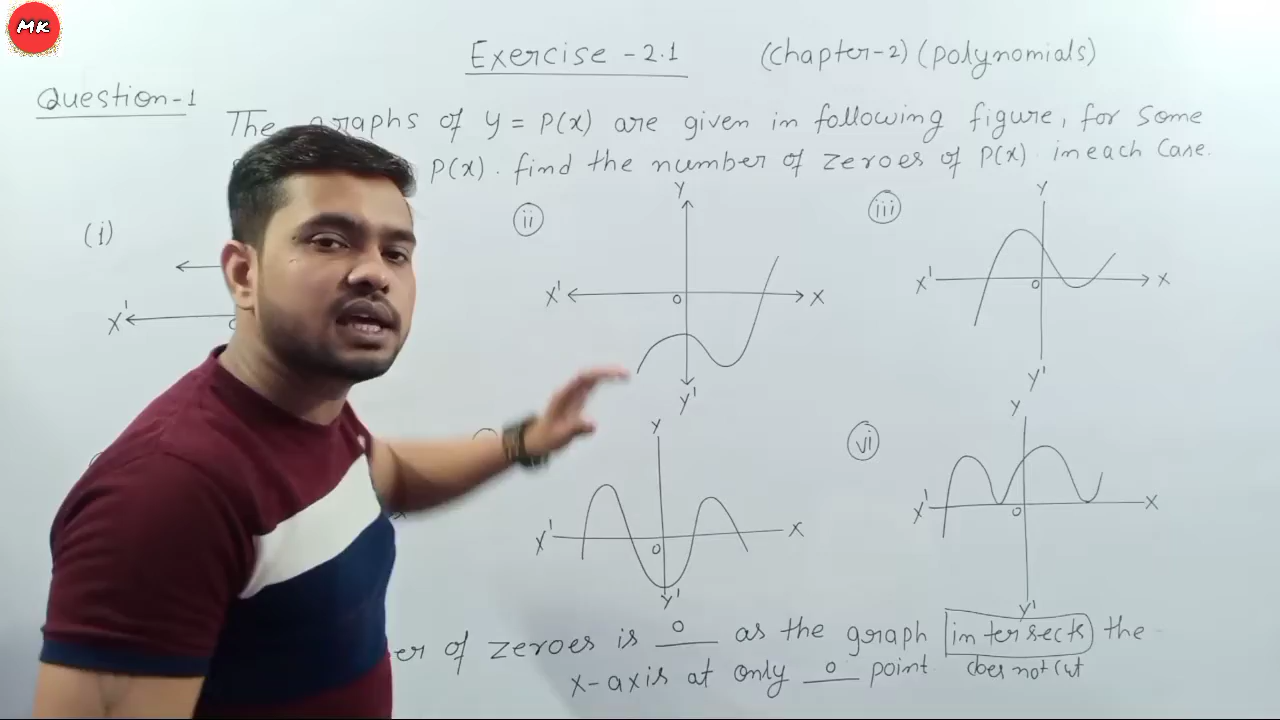 MK
Exercise - 2.1 (chapter-2) (polynomials)
Question-1
The graphs of y = P(x) are given in following figure, for some
P(x). find the number of zeroes of P(x). in each Case.
(i)
X'
(ii)
Y
X'
O
X
Y'
(iii)
Y
X'
O
X
Y'
Y
X'
O
X
Y'
(vi)
Y
X'
O
X
Y'
er of zeroes is 0 as the graph interseck the
x-axis at only 0 point does not cut